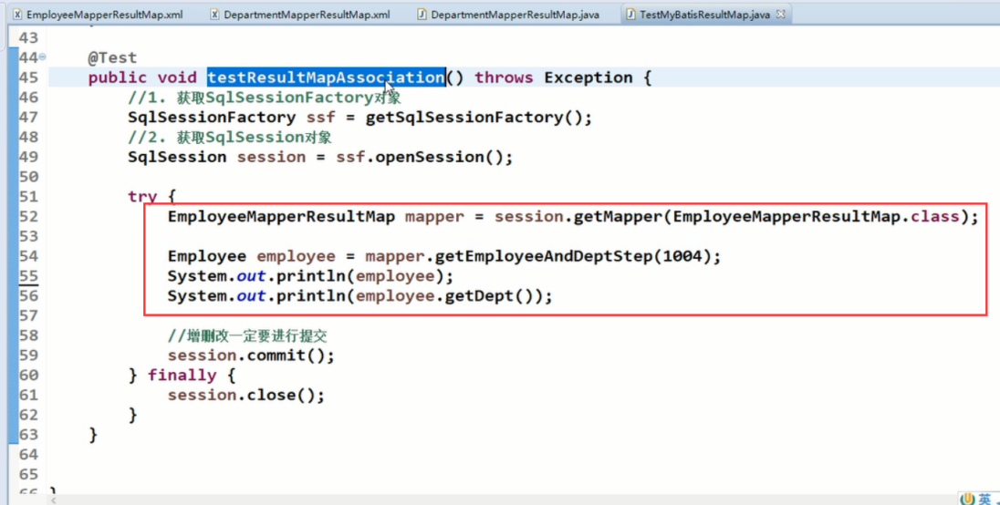 EmployeeMapperResultMap.xml DepartmentMapperResultMap.xml DepartmentMapperResultMap.java TestMyBatisResultMap.java
43
44 @Test
45 public void testResultMapAssociation() throws Exception {
46 //1. 获取SqlSessionFactory对象
47 SqlSessionFactory ssf = getSqlSessionFactory();
48 //2. 获取SqlSession对象
49 SqlSession session = ssf.openSession();
50
51 try {
52 EmployeeMapperResultMap mapper = session.getMapper(EmployeeMapperResultMap.class);
53
54 Employee employee = mapper.getEmployeeAndDeptStep(1004);
55 System.out.println(employee);
56 System.out.println(employee.getDept());
57
58 //增删改一定要进行提交
59 session.commit();
60 } finally {
61 session.close();
62 }
63 }
64
65
66 }
英